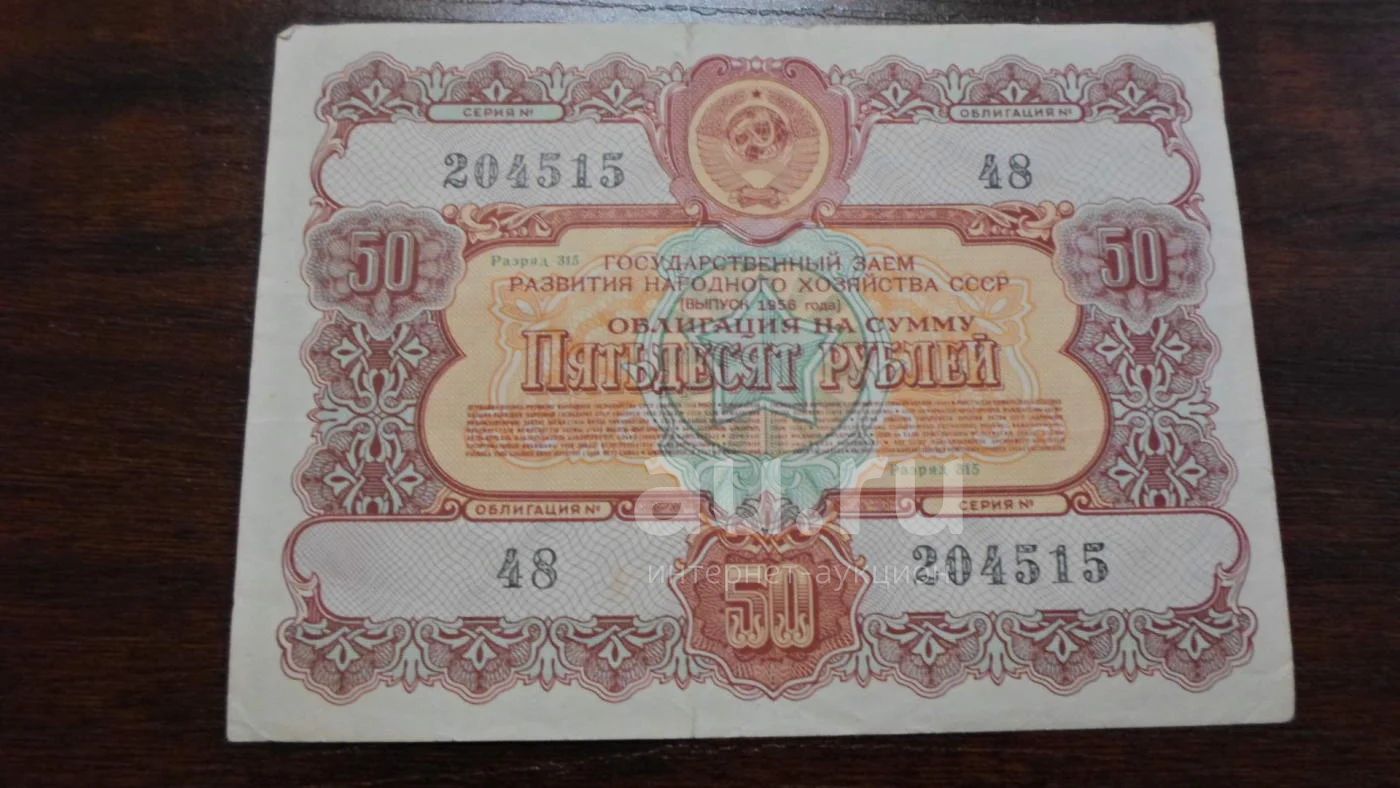 СЕРИЯ №
ОБЛИГАЦИЯ №
204515
48
50
50
Разряд 315
ГОСУДАРСТВЕННЫЙ ЗАЕМ
РАЗВИТИЯ НАРОДНОГО ХОЗЯЙСТВА СССР
(ВЫПУСК 1956 года)
ОБЛИГАЦИЯ НА СУММУ
ПЯТЬДЕСЯТ РУБЛЕЙ
Разряд 315
au.ru
ОБЛИГАЦИЯ №
СЕРИЯ №
48
204515
интернет аукцион
50